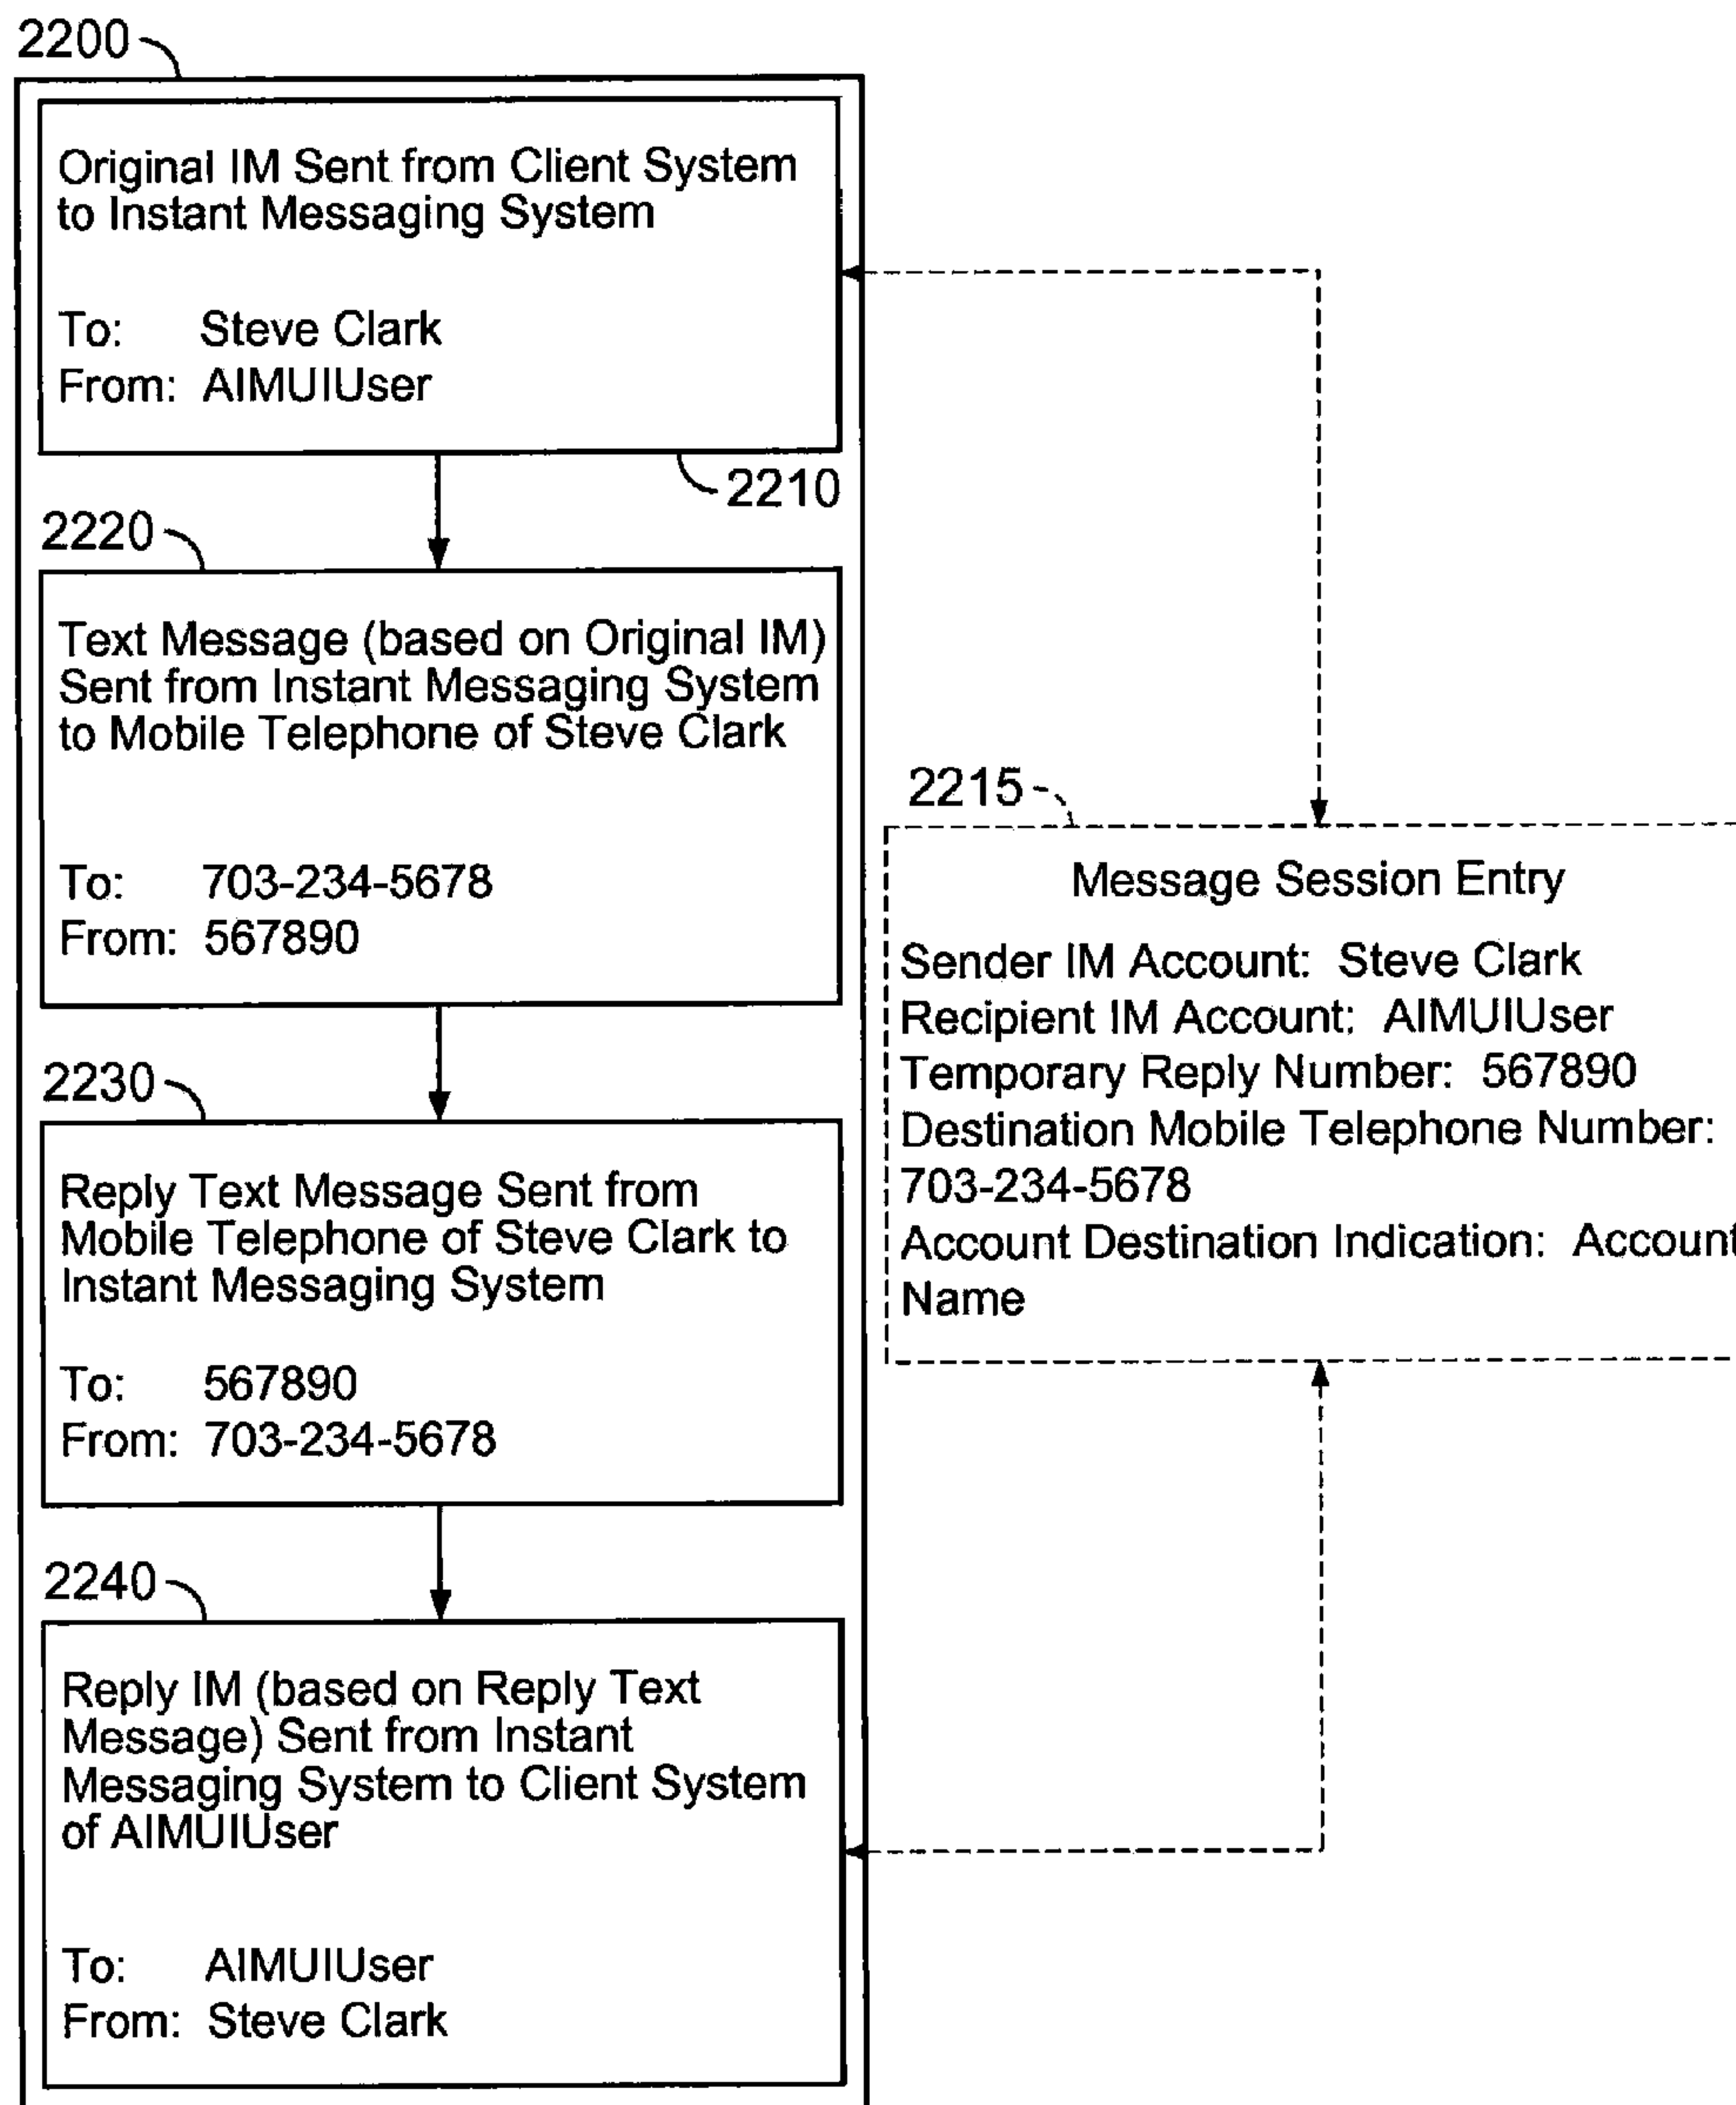 2200
Original IM Sent from Client System
to Instant Messaging System
To: Steve Clark
From: AIMUIUser
2210
2220
Text Message (based on Original IM)
Sent from Instant Messaging System
to Mobile Telephone of Steve Clark
To: 703-234-5678
From: 567890
2215
Message Session Entry
Sender IM Account: Steve Clark
Recipient IM Account: AIMUIUser
Temporary Reply Number: 567890
Destination Mobile Telephone Number:
703-234-5678
Account Destination Indication: Account
Name
2230
Reply Text Message Sent from
Mobile Telephone of Steve Clark to
Instant Messaging System
To: 567890
From: 703-234-5678
2240
Reply IM (based on Reply Text
Message) Sent from Instant
Messaging System to Client System
of AIMUIUser
To: AIMUIUser
From: Steve Clark